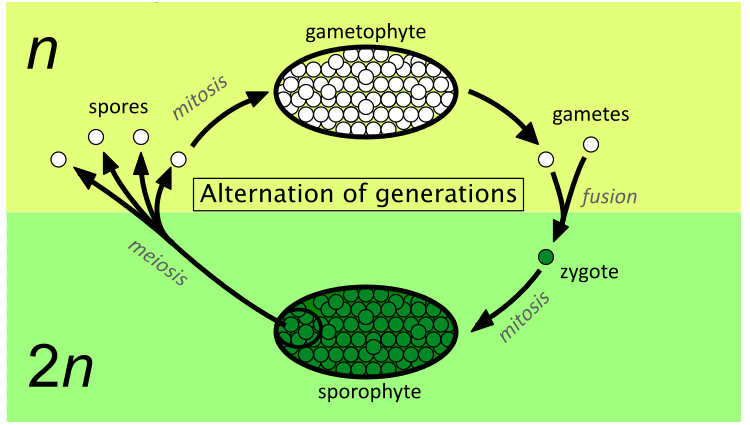 n
gametophyte
mitosis
spores
gametes
Alternation of generations
fusion
meiosis
zygote
mitosis
2n
sporophyte